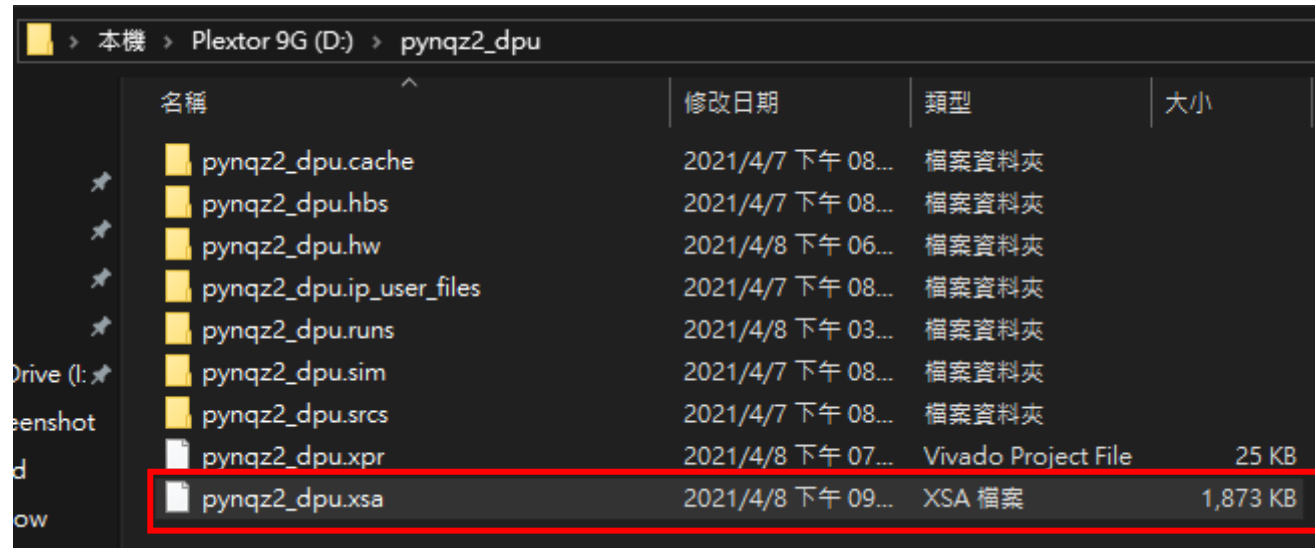 本機 > Plextor 9G (D:) > pynqz2_dpu
名稱 修改日期 類型 大小
pynqz2_dpu.cache 2021/4/7 下午 08... 檔案資料夾
pynqz2_dpu.hbs 2021/4/7 下午 08... 檔案資料夾
pynqz2_dpu.hw 2021/4/8 下午 06... 檔案資料夾
pynqz2_dpu.ip_user_files 2021/4/7 下午 08... 檔案資料夾
pynqz2_dpu.runs 2021/4/8 下午 03... 檔案資料夾
Drive (I: pynqz2_dpu.sim 2021/4/7 下午 08... 檔案資料夾
eenshot pynqz2_dpu.srcs 2021/4/7 下午 08... 檔案資料夾
d pynqz2_dpu.xpr 2021/4/8 下午 07... Vivado Project File 25 KB
ow pynqz2_dpu.xsa 2021/4/8 下午 09... XSA 檔案 1,873 KB